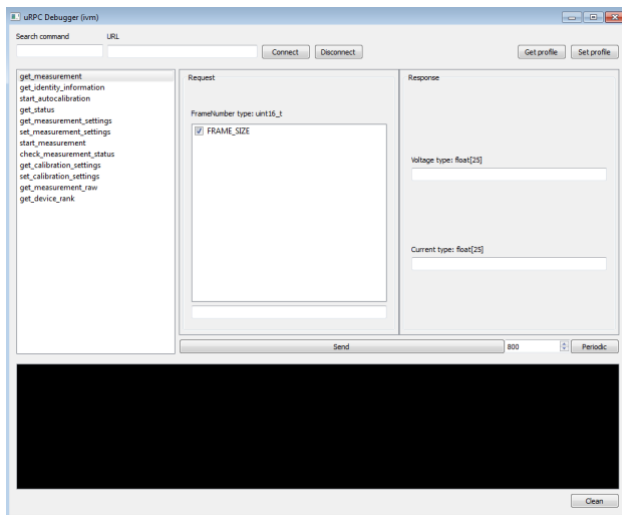 uRPC Debugger (ivm)
Search command URL
Connect Disconnect Get profile Set profile
get_measurement
get_identity_information
start_autocalibration
get_status
get_measurement_settings
set_measurement_settings
start_measurement
check_measurement_status
get_calibration_settings
set_calibration_settings
get_measurement_raw
get_device_rank
Request
FrameNumber type: uint16_t
FRAME_SIZE
Response
Voltage type: float[25]
Current type: float[25]
Send 800 Periodic
Clean